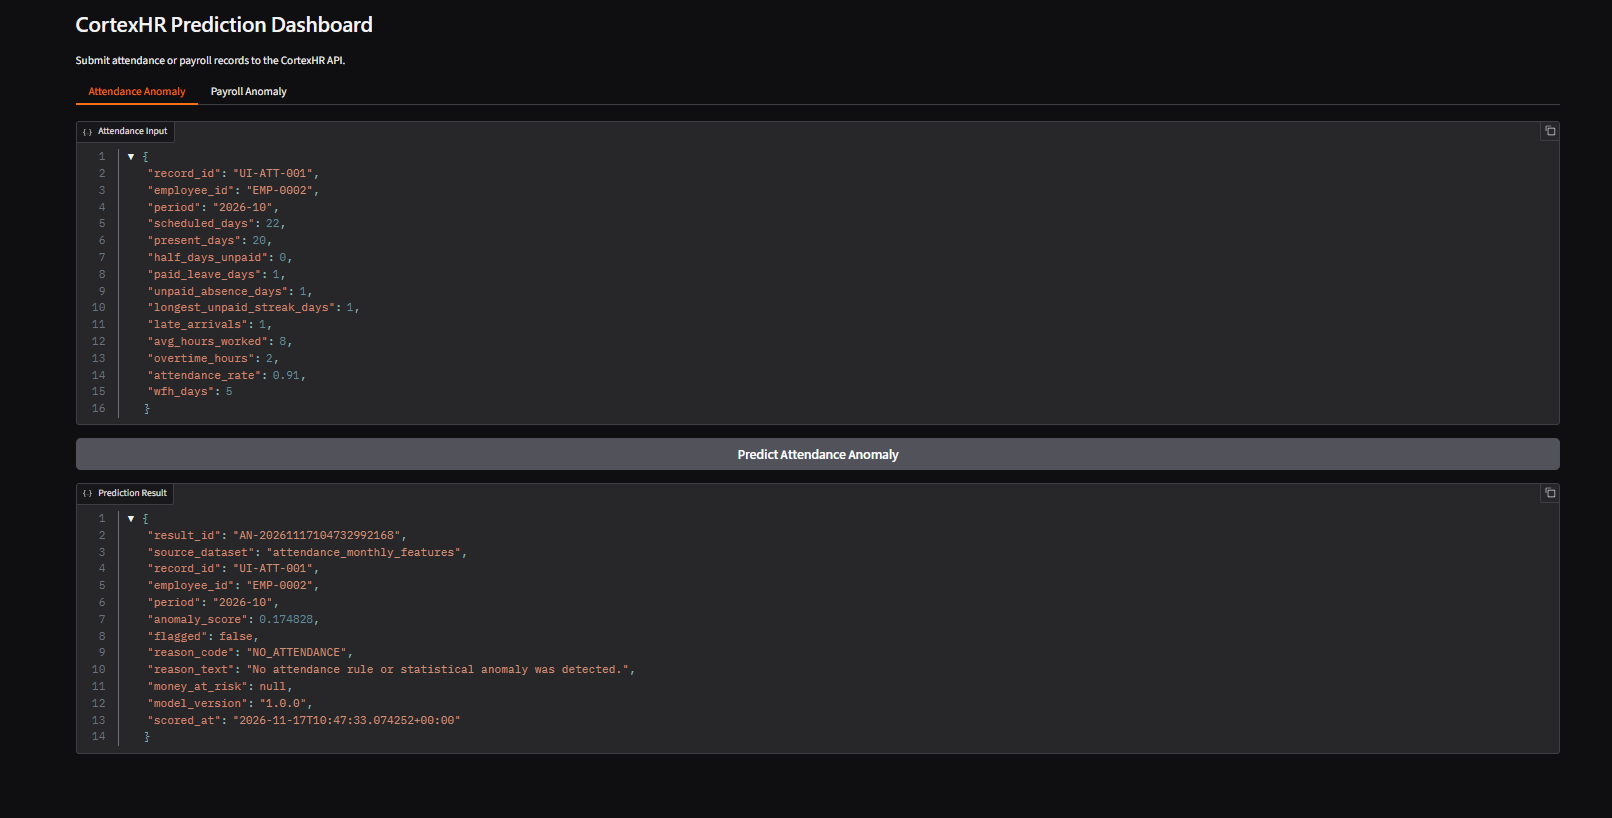 CortexHR Prediction Dashboard
Submit attendance or payroll records to the CortexHR API.
Attendance Anomaly
Payroll Anomaly
{ } Attendance Input
1 ▼ {
2 "record_id": "UI-ATT-001",
3 "employee_id": "EMP-0002",
4 "period": "2026-10",
5 "scheduled_days": 22,
6 "present_days": 20,
7 "half_days_unpaid": 0,
8 "paid_leave_days": 1,
9 "unpaid_absence_days": 1,
10 "longest_unpaid_streak_days": 1,
11 "late_arrivals": 1,
12 "avg_hours_worked": 8,
13 "overtime_hours": 2,
14 "attendance_rate": 0.91,
15 "wfh_days": 5
16 }
Predict Attendance Anomaly
{ } Prediction Result
1 ▼ {
2 "result_id": "AN-20261117104732992168",
3 "source_dataset": "attendance_monthly_features",
4 "record_id": "UI-ATT-001",
5 "employee_id": "EMP-0002",
6 "period": "2026-10",
7 "anomaly_score": 0.174828,
8 "flagged": false,
9 "reason_code": "NO_ATTENDANCE",
10 "reason_text": "No attendance rule or statistical anomaly was detected.",
11 "money_at_risk": null,
12 "model_version": "1.0.0",
13 "scored_at": "2026-11-17T10:47:33.074252+00:00"
14 }